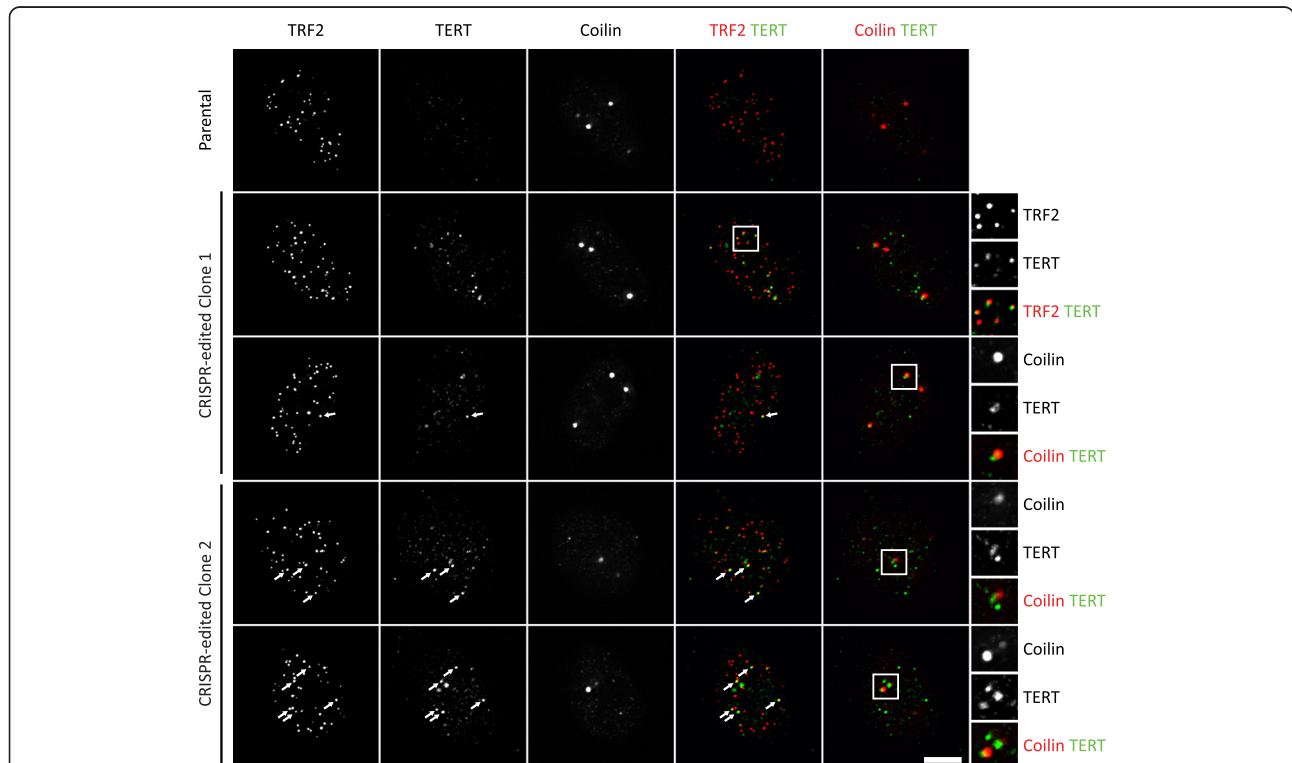 TRF2 TERT Coilin TRF2 TERT Coilin TERT
Parental
CRISPR-edited Clone 1
TRF2
TERT
TRF2 TERT
Coilin
TERT
Coilin TERT
CRISPR-edited Clone 2
Coilin
TERT
Coilin TERT
Coilin
TERT
Coilin TERT